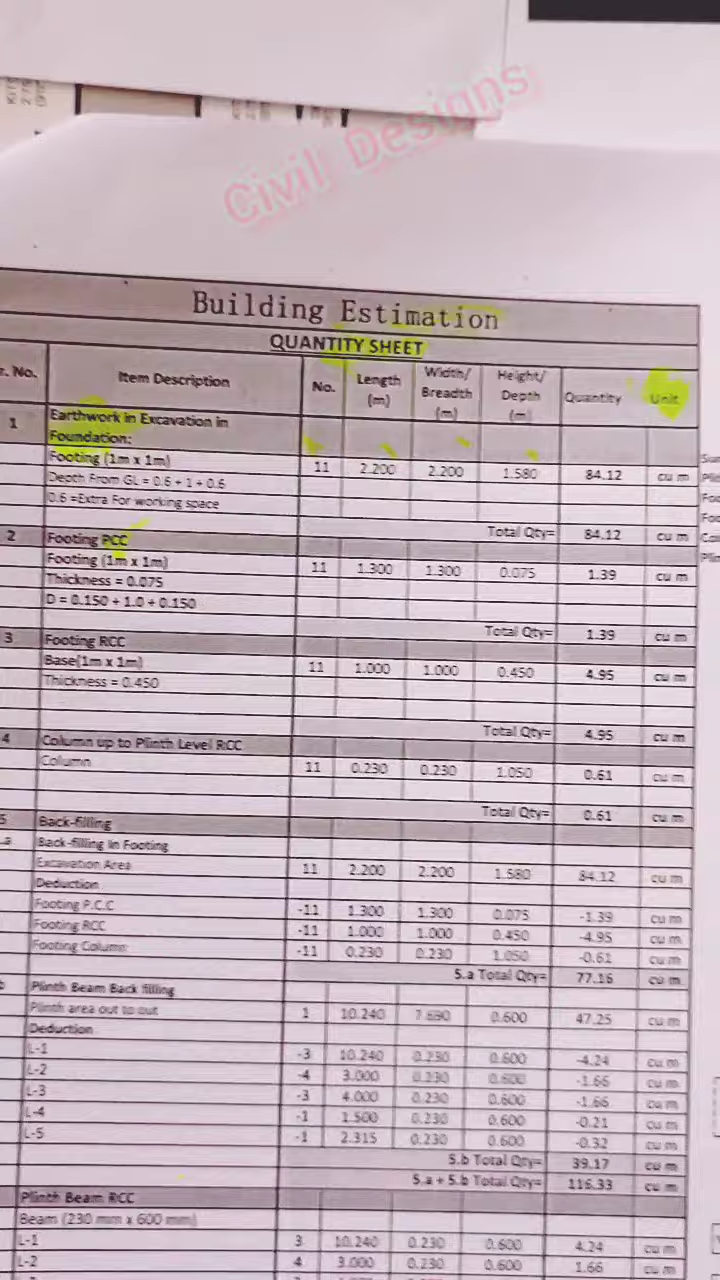 Civil Designs
Building Estimation
QUANTITY SHEET
r. No. Item Description No. Length (m) Width/ Breadth (m) Height/ Depth (m) Quantity Unit
1 Earthwork in Excavation in
Foundation:
Footing (1m x 1m) 11 2.200 2.200 1.580 84.12 cu m
Depth From GL = 0.6 + 1 + 0.6
0.6 =Extra For working space
Total Qty= 84.12 cu m
2 Footing PCC
Footing (1m x 1m) 11 1.300 1.300 0.075 1.39 cu m
Thickness = 0.075
D = 0.150 + 1.0 + 0.150
Total Qty= 1.39 cu m
3 Footing RCC
Base(1m x 1m) 11 1.000 1.000 0.450 4.95 cu m
Thickness = 0.450
Total Qty= 4.95 cu m
4 Column up to Plinth Level RCC
Column 11 0.230 0.230 1.050 0.61 cu m
Total Qty= 0.61 cu m
5 Back-filling
.a Back-filling in Footing
Excavation Area 11 2.200 2.200 1.580 84.12 cu m
Deduction
Footing P.C.C -11 1.300 1.300 0.075 -1.39 cu m
Footing RCC -11 1.000 1.000 0.450 -4.95 cu m
Footing Column -11 0.230 0.230 1.050 -0.61 cu m
5.a Total Qty= 77.16 cu m
b Plinth Beam Back filling
Plinth area out to out 1 10.240 7.690 0.600 47.25 cu m
Deduction
L-1 -3 10.240 0.230 0.600 -4.24 cu m
L-2 -4 3.000 0.230 0.600 -1.66 cu m
L-3 -3 4.000 0.230 0.600 -1.66 cu m
L-4 -1 1.500 0.230 0.600 -0.21 cu m
L-5 -1 2.315 0.230 0.600 -0.32 cu m
5.b Total Qty= 39.17 cu m
5.a + 5.b Total Qty= 116.33 cu m
Plinth Beam RCC
Beam (230 mm x 600 mm)
L-1 3 10.240 0.230 0.600 4.24 cu m
L-2 4 3.000 0.230 0.600 1.66 cu m